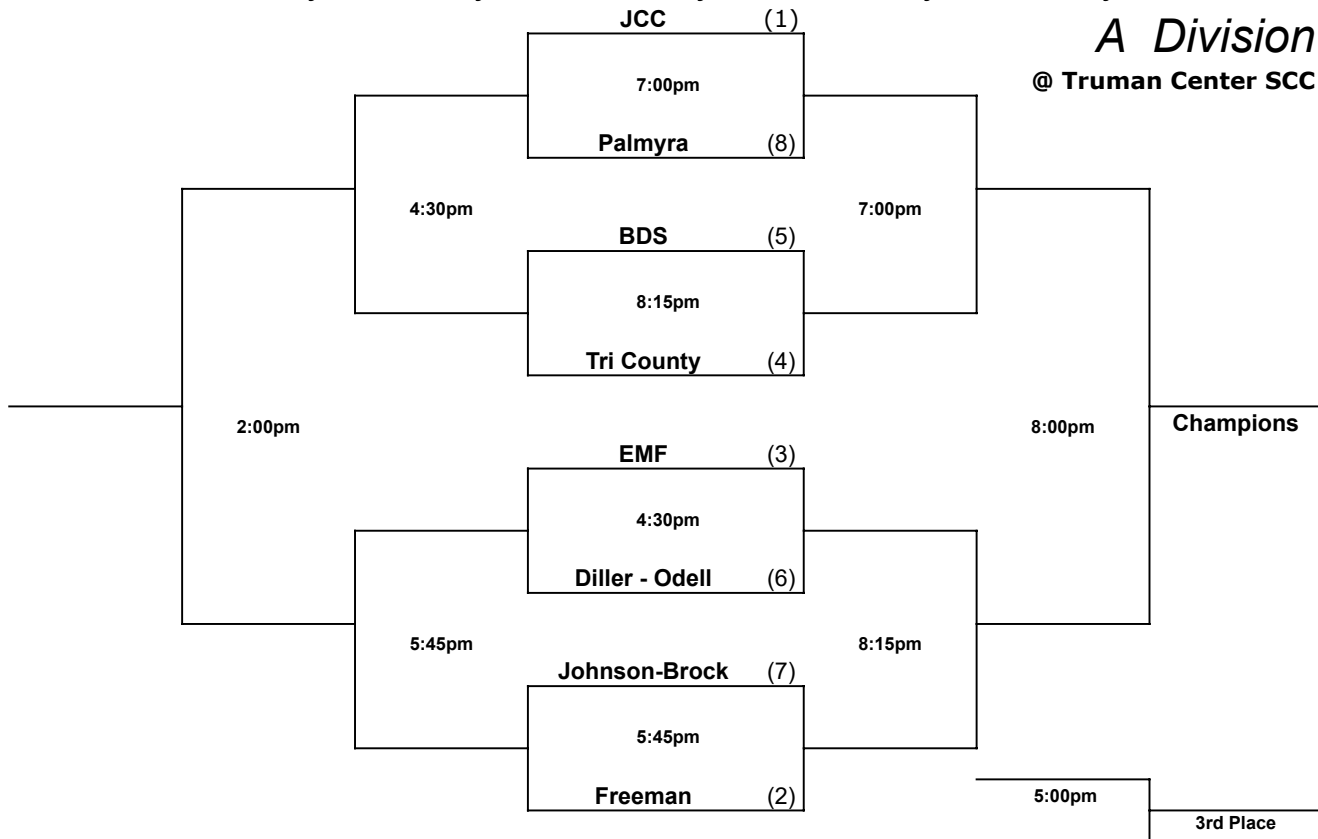 JCC (1)
A Division
@ Truman Center SCC
7:00pm
Palmyra (8)
4:30pm
7:00pm
BDS (5)
8:15pm
Tri County (4)
2:00pm
8:00pm
Champions
EMF (3)
4:30pm
Diller - Odell (6)
5:45pm
8:15pm
Johnson-Brock (7)
5:45pm
Freeman (2)
5:00pm
3rd Place